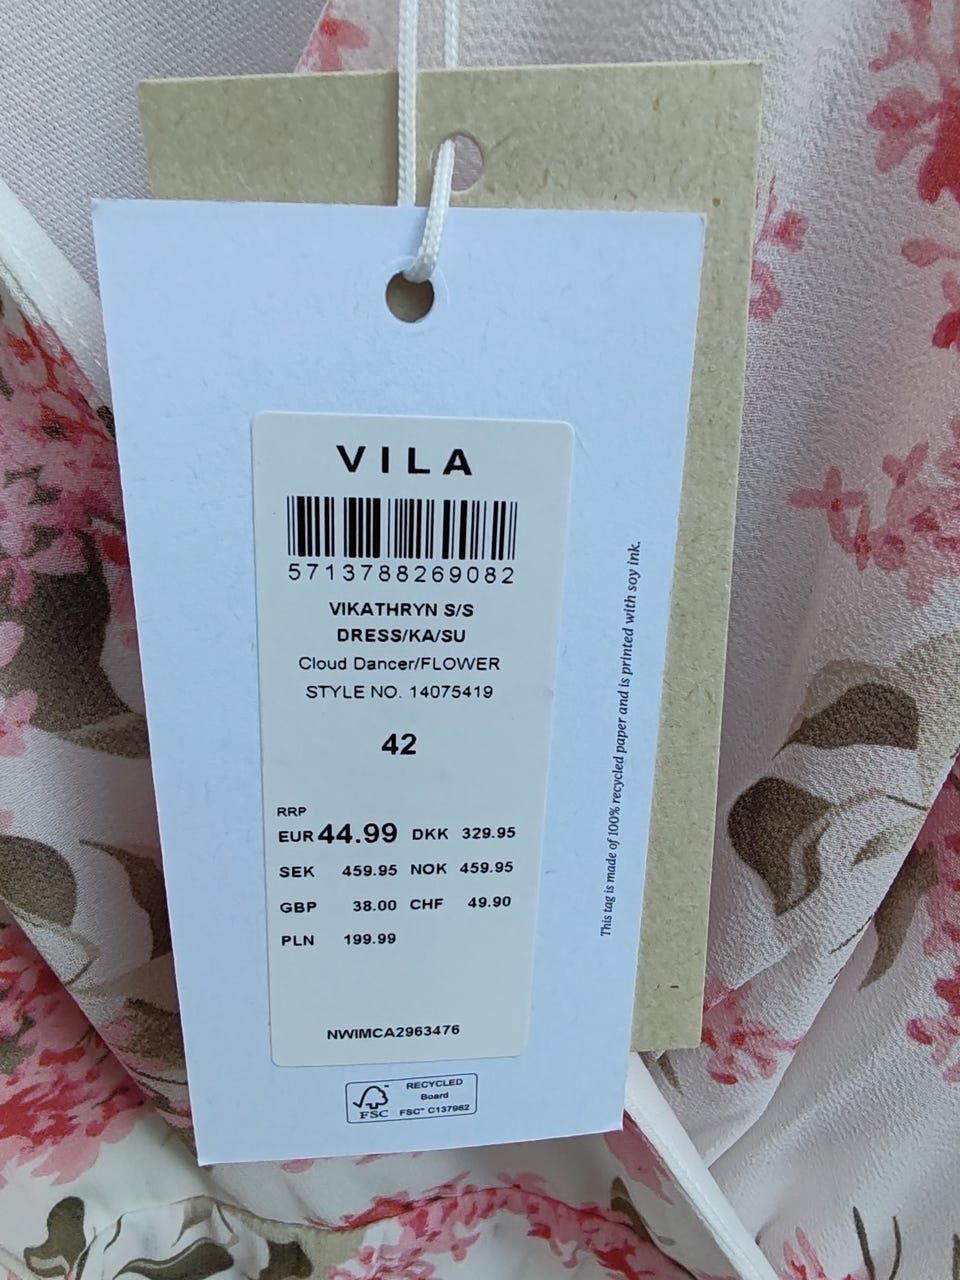 VILA
5713788269082
VIKATHRYN S/S
DRESS/KA/SU
Cloud Dancer/FLOWER
STYLE NO. 14075419
42
RRP
EUR 44.99 DKK 329.95
SEK 459.95 NOK 459.95
GBP 38.00 CHF 49.90
PLN 199.99
NWIMCA2963476
FSC™
RECYCLED
Board
FSC™ C137962
This tag is made of 100% recycled paper and is printed with soy ink.